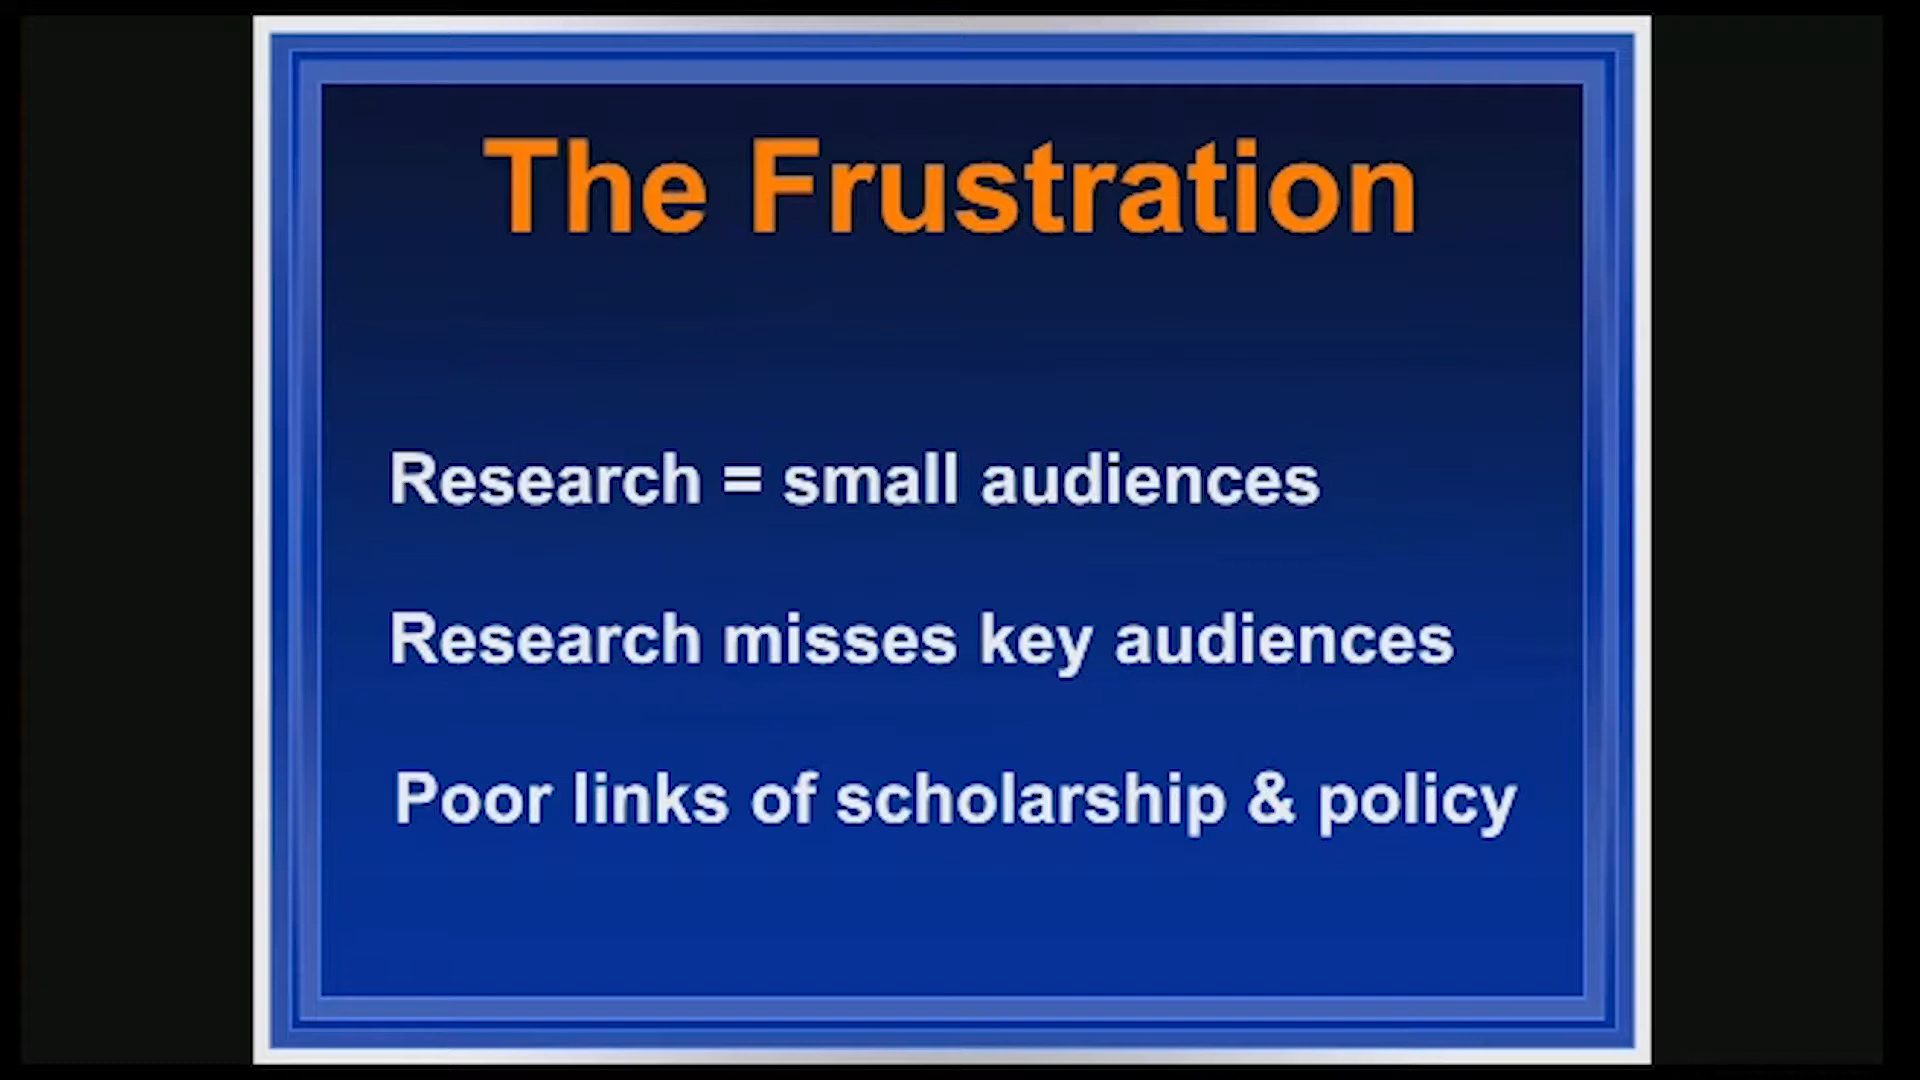 The Frustration
Research = small audiences
Research misses key audiences
Poor links of scholarship & policy